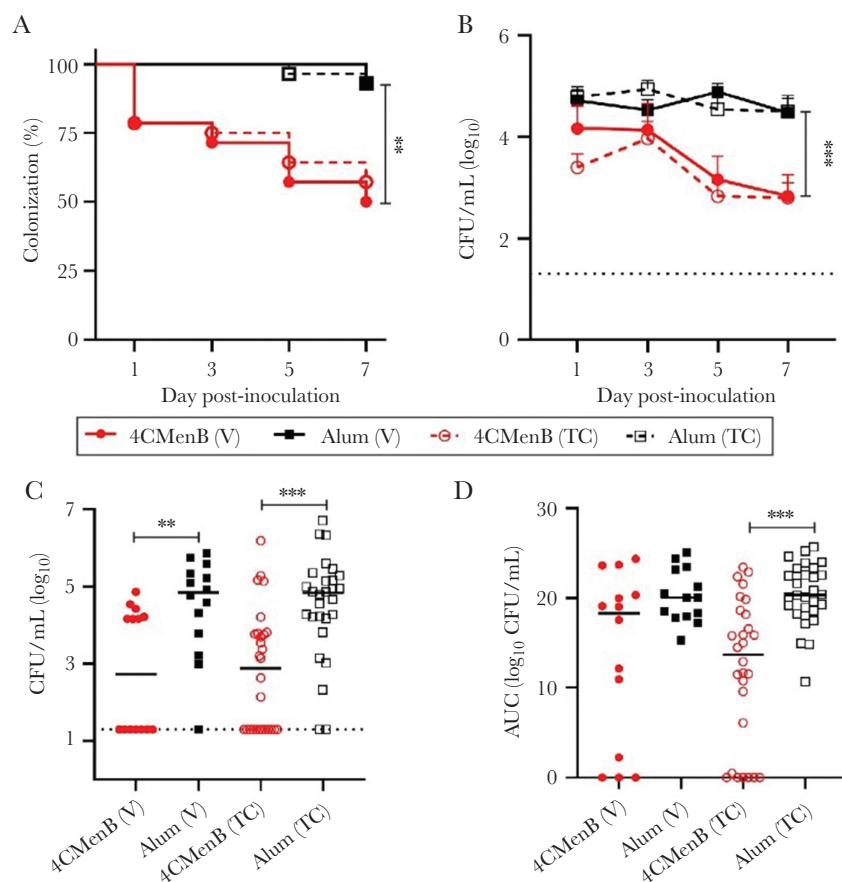 A
Colonization (%)
100
75
50
25
0
1 3 5 7
Day post-inoculation
**
B
CFU/mL (log10)
6
4
2
0
1 3 5 7
Day post-inoculation
***
4CMenB (V) Alum (V) 4CMenB (TC) Alum (TC)
C
CFU/mL (log10)
7
5
3
1
** ***
4CMenB (V) Alum (V) 4CMenB (TC) Alum (TC)
D
AUC (log10 CFU/mL)
30
20
10
0
***
4CMenB (V) Alum (V) 4CMenB (TC) Alum (TC)